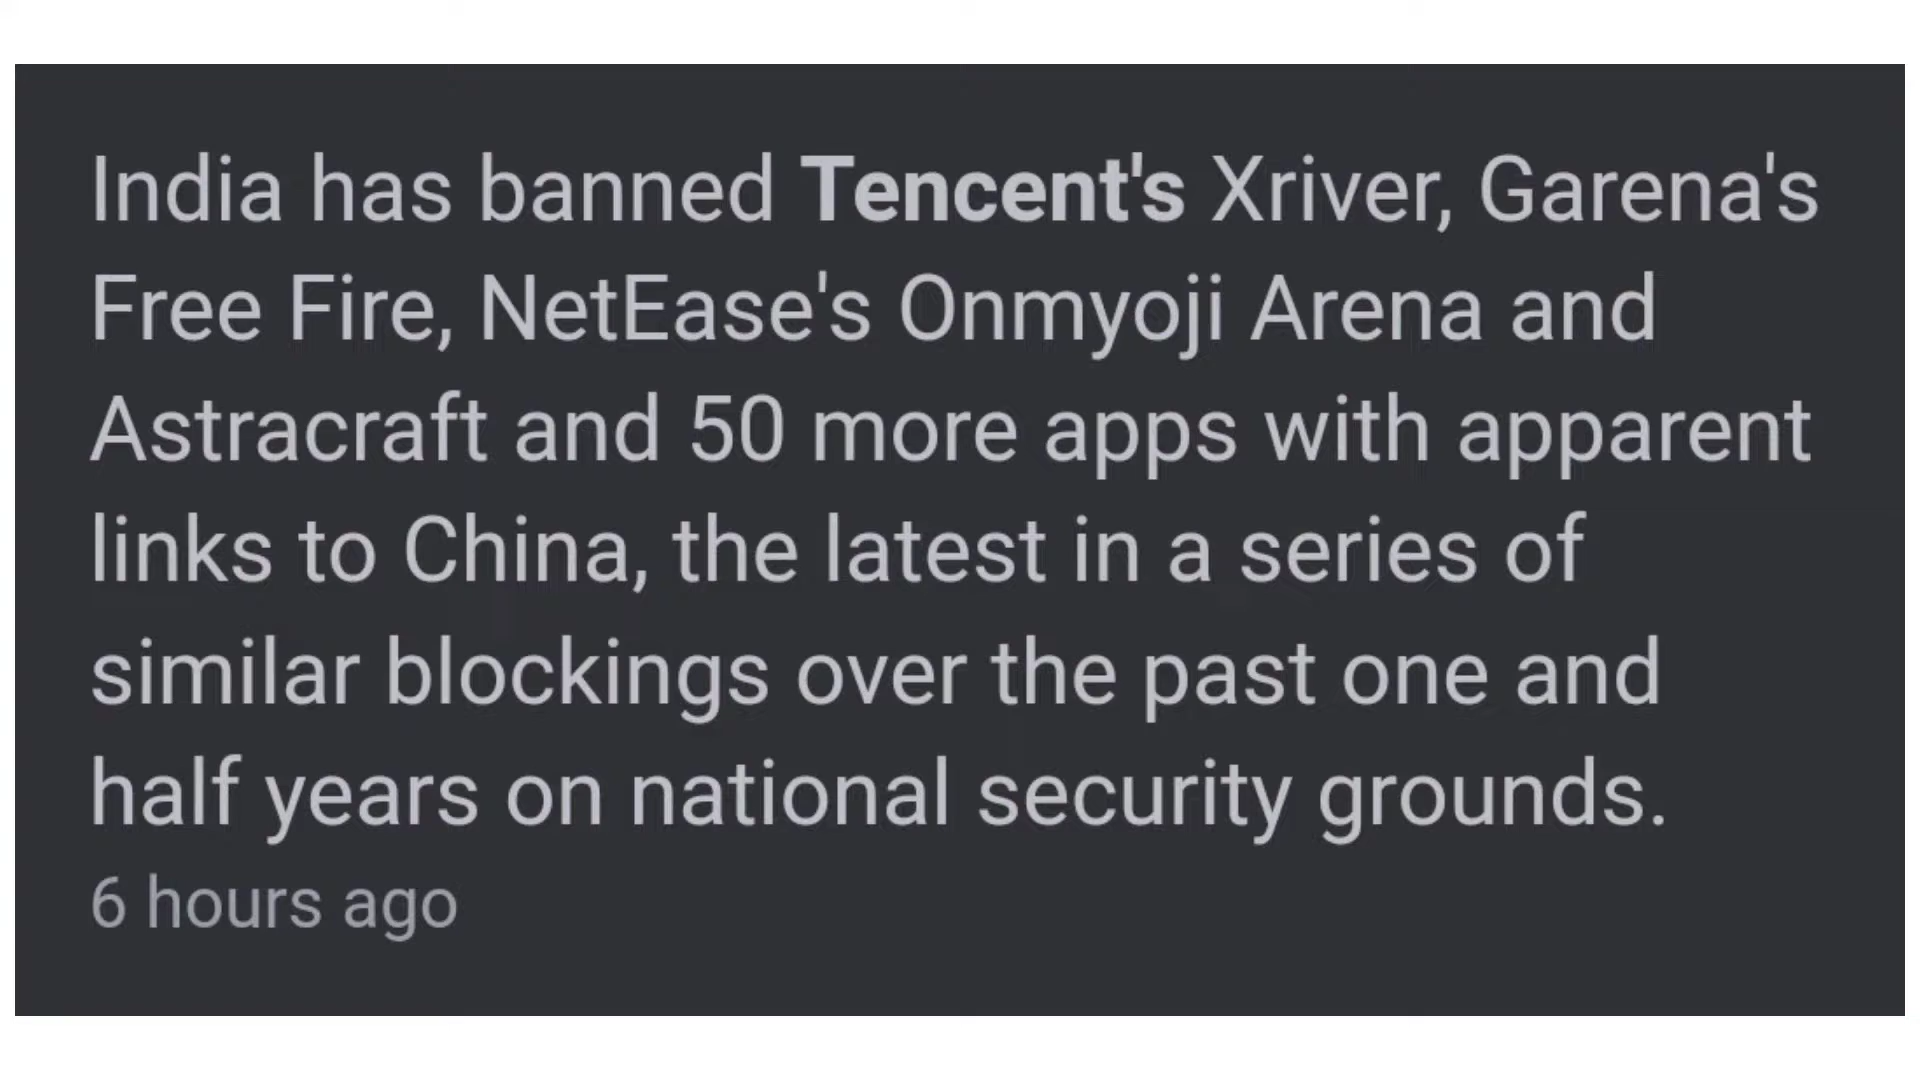 India has banned Tencent's Xriver, Garena's
Free Fire, NetEase's Onmyoji Arena and
Astracraft and 50 more apps with apparent
links to China, the latest in a series of
similar blockings over the past one and
half years on national security grounds.
6 hours ago